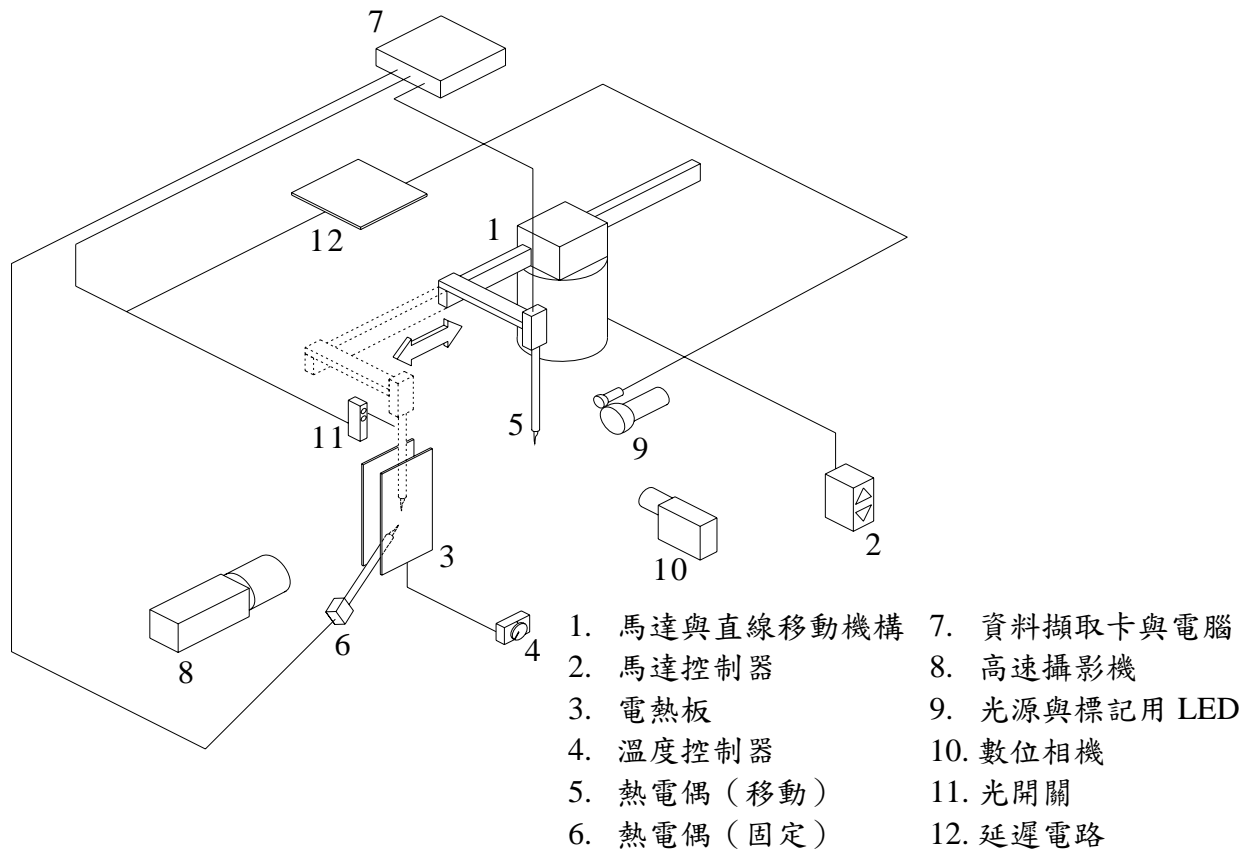 7
12
1
5
11
9
2
3
10
6
4
8
1. 馬達與直線移動機構
2. 馬達控制器
3. 電熱板
4. 溫度控制器
5. 熱電偶（移動）
6. 熱電偶（固定）
7. 資料擷取卡與電腦
8. 高速攝影機
9. 光源與標記用 LED
10. 數位相機
11. 光開關
12. 延遲電路